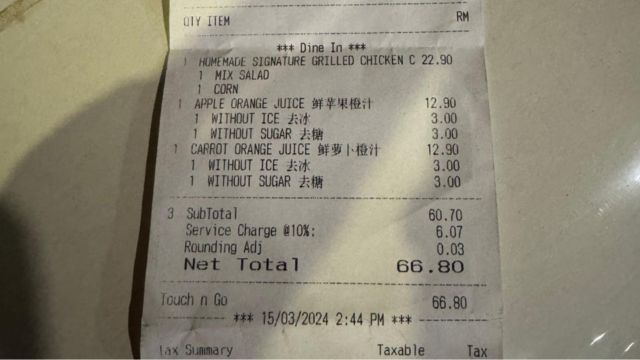 QTY ITEM RM
*** Dine In ***
1 HOMEMADE SIGNATURE GRILLED CHICKEN C 22.90
1 MIX SALAD
1 CORN
1 APPLE ORANGE JUICE 鲜苹果橙汁 12.90
1 WITHOUT ICE 去冰 3.00
1 WITHOUT SUGAR 去糖 3.00
1 CARROT ORANGE JUICE 鲜萝卜橙汁 12.90
1 WITHOUT ICE 去冰 3.00
1 WITHOUT SUGAR 去糖 3.00
3 SubTotal 60.70
Service Charge @10%: 6.07
Rounding Adj 0.03
Net Total 66.80
Touch n Go 66.80
*** 15/03/2024 2:44 PM ***
Tax Summary Taxable Tax